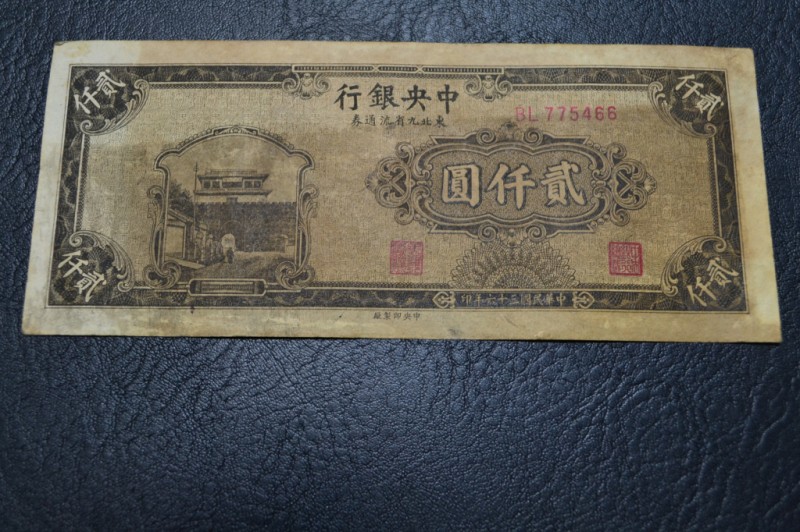 中央銀行
東北九省流通券
BL 775466
貳仟圓
貳仟
貳仟
貳仟
貳仟
中華民國三十六年印
中央印製廠